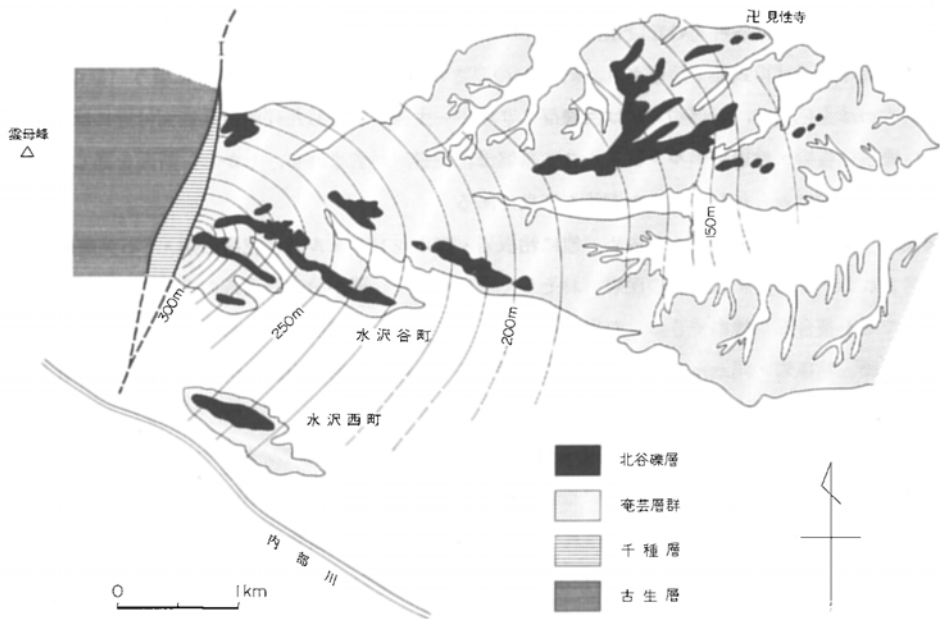 卍 見性寺
雲母峰
△
I
150m
300m
250m
200m
水沢谷町
水沢西町
内部川
北谷礫層
奄芸層群
千種層
古生層
0 1km